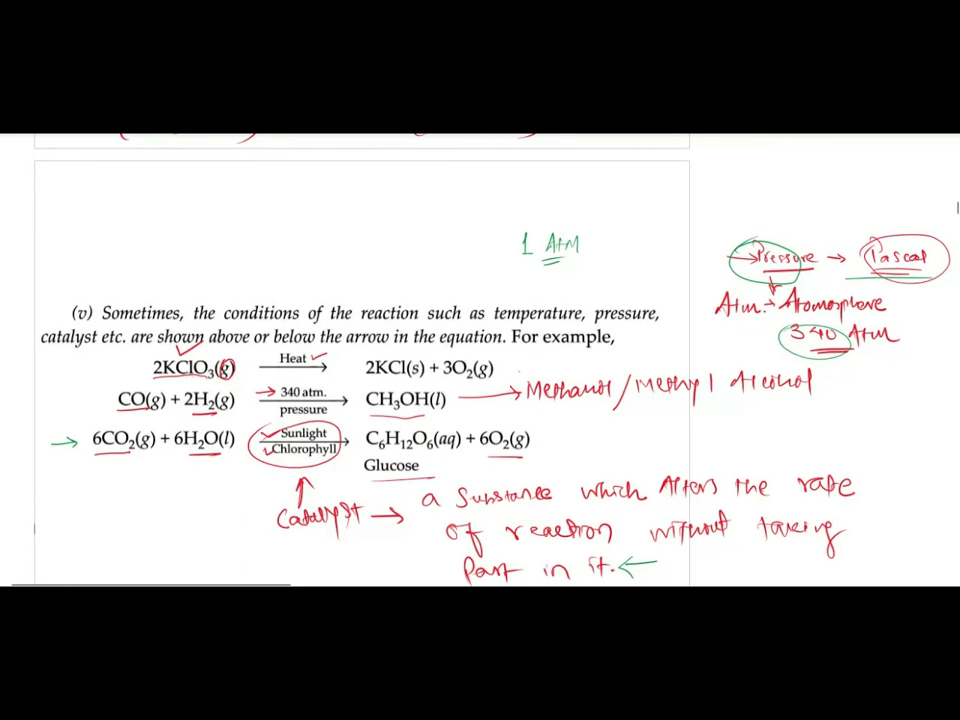 1 Atm
Pressure → Pascal
Atm. → Atomosphere
340 Atm
(v) Sometimes, the conditions of the reaction such as temperature, pressure,
catalyst etc. are shown above or below the arrow in the equation. For example,
2KClO₃(g) Heat → 2KCl(s) + 3O₂(g)
CO(g) + 2H₂(g) → 340 atm. pressure → CH₃OH(l) → Methanol / Methyl Alcohol
→ 6CO₂(g) + 6H₂O(l) Sunlight Chlorophyll → C₆H₁₂O₆(aq) + 6O₂(g)
Glucose
Catalyst → a Substance which Alters the rate
of reaction without taking
Part in it. ←